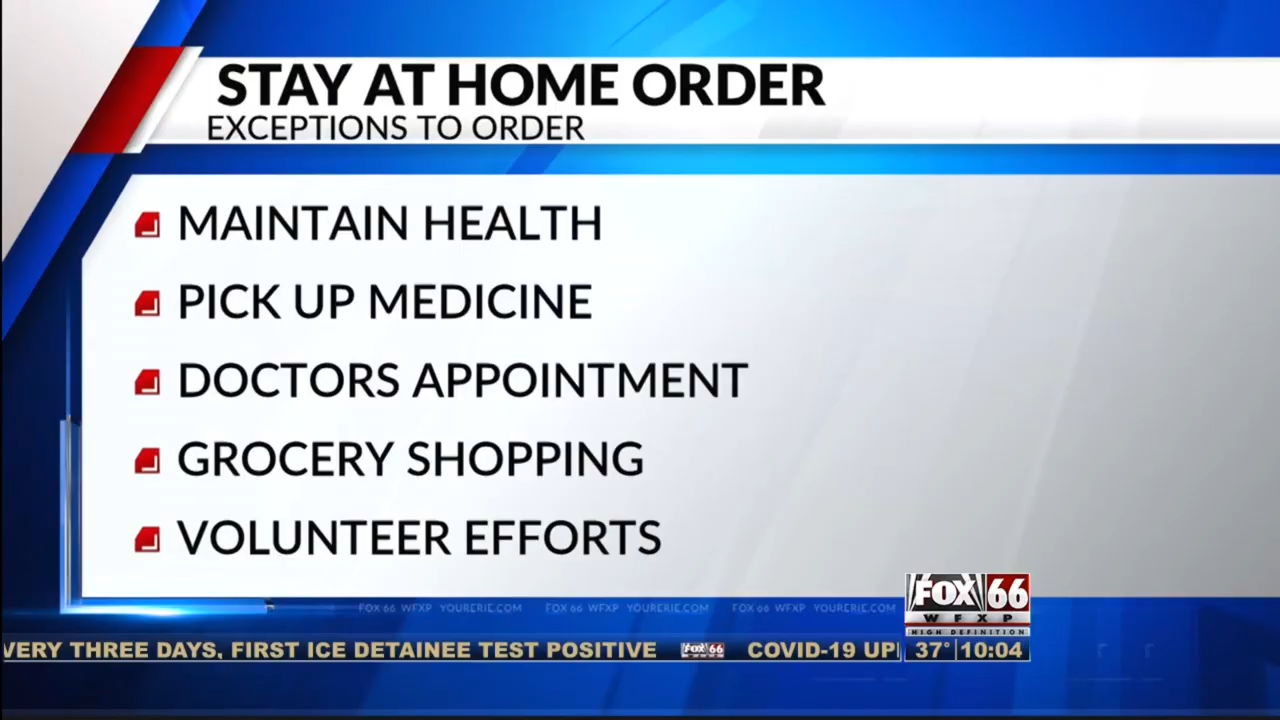 STAY AT HOME ORDER
EXCEPTIONS TO ORDER
MAINTAIN HEALTH
PICK UP MEDICINE
DOCTORS APPOINTMENT
GROCERY SHOPPING
VOLUNTEER EFFORTS
FOX 66 WFXP YOURERIE.COM FOX 66 WFXP YOURERIE.COM FOX 66 WFXP YOURERIE.COM
FOX 66
WFXP
HIGH DEFINITION
VERY THREE DAYS, FIRST ICE DETAINEE TEST POSITIVE FOX 66 COVID-19 UP
37° 10:04